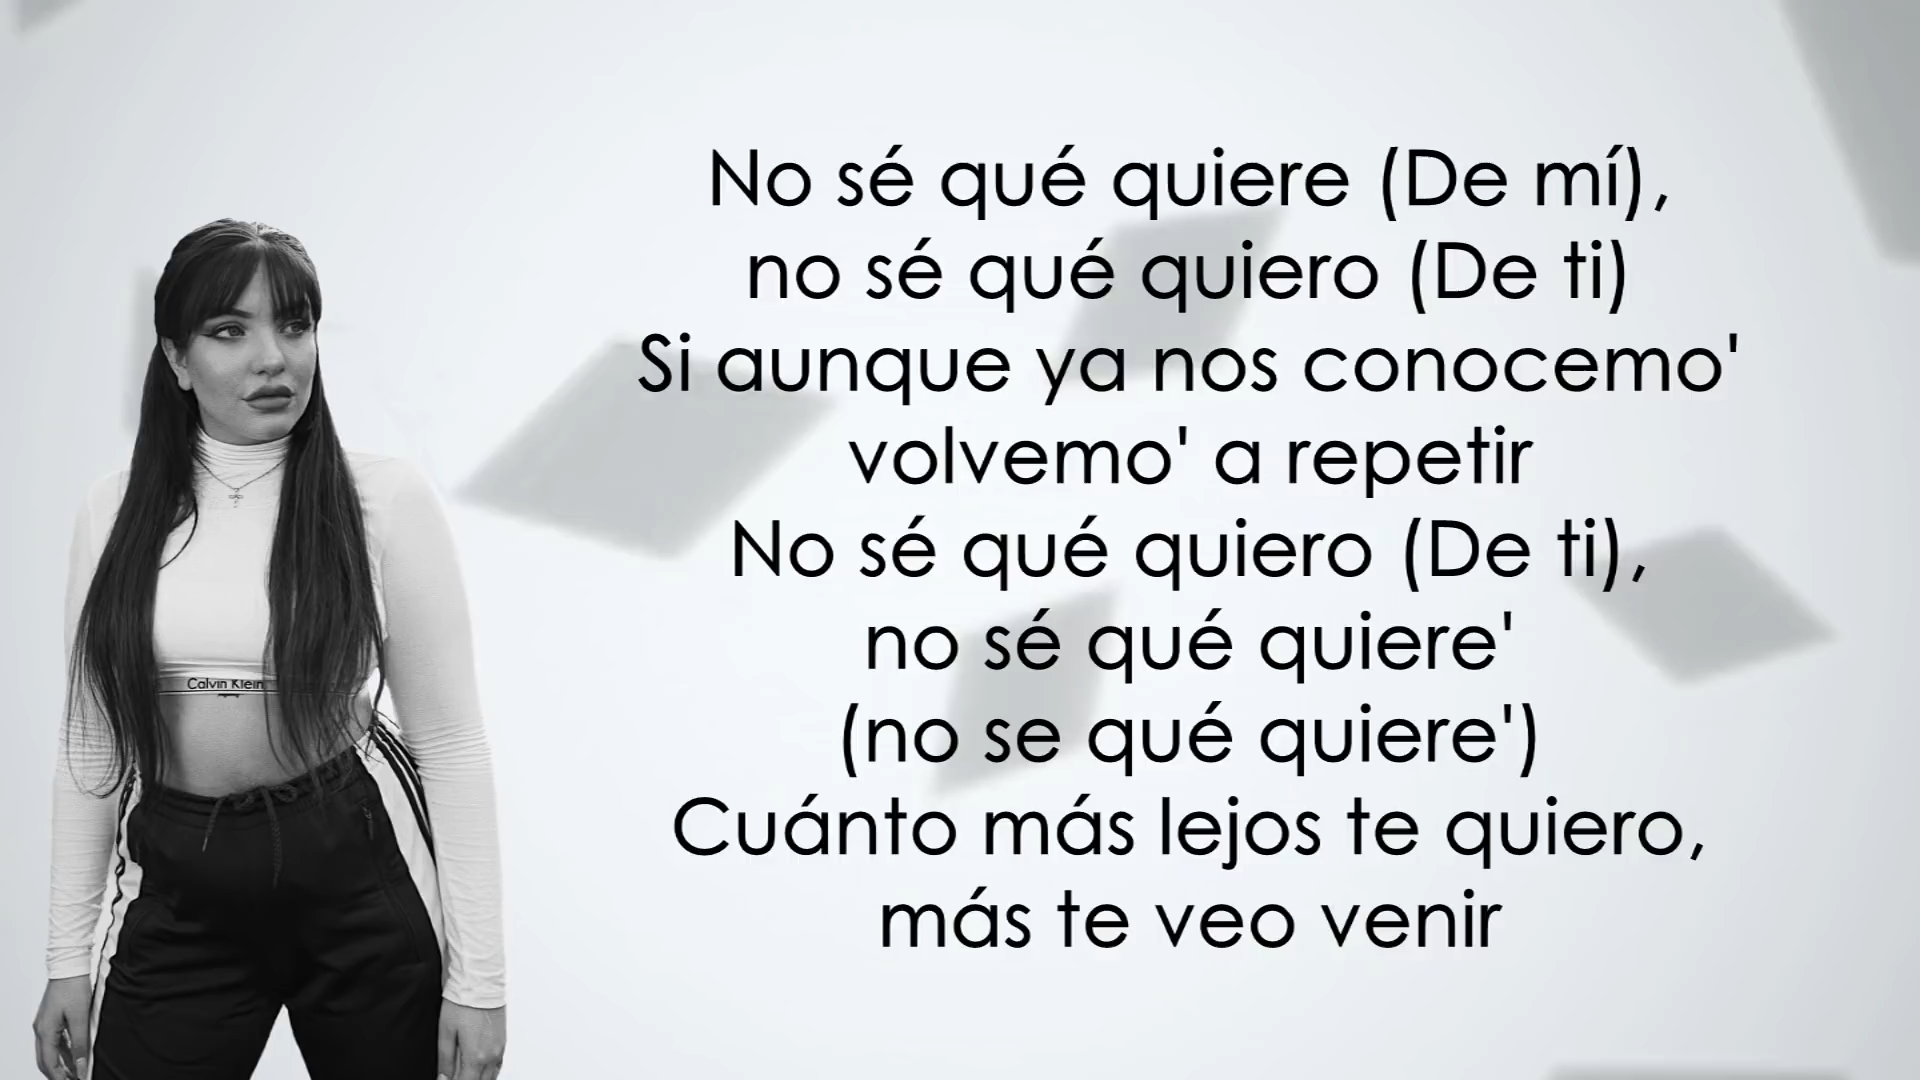 No sé qué quiere (De mí),
no sé qué quiero (De ti)
Si aunque ya nos conocemo'
volvemo' a repetir
No sé qué quiero (De ti),
no sé qué quiere'
(no se qué quiere')
Cuánto más lejos te quiero,
más te veo venir
Calvin Klein